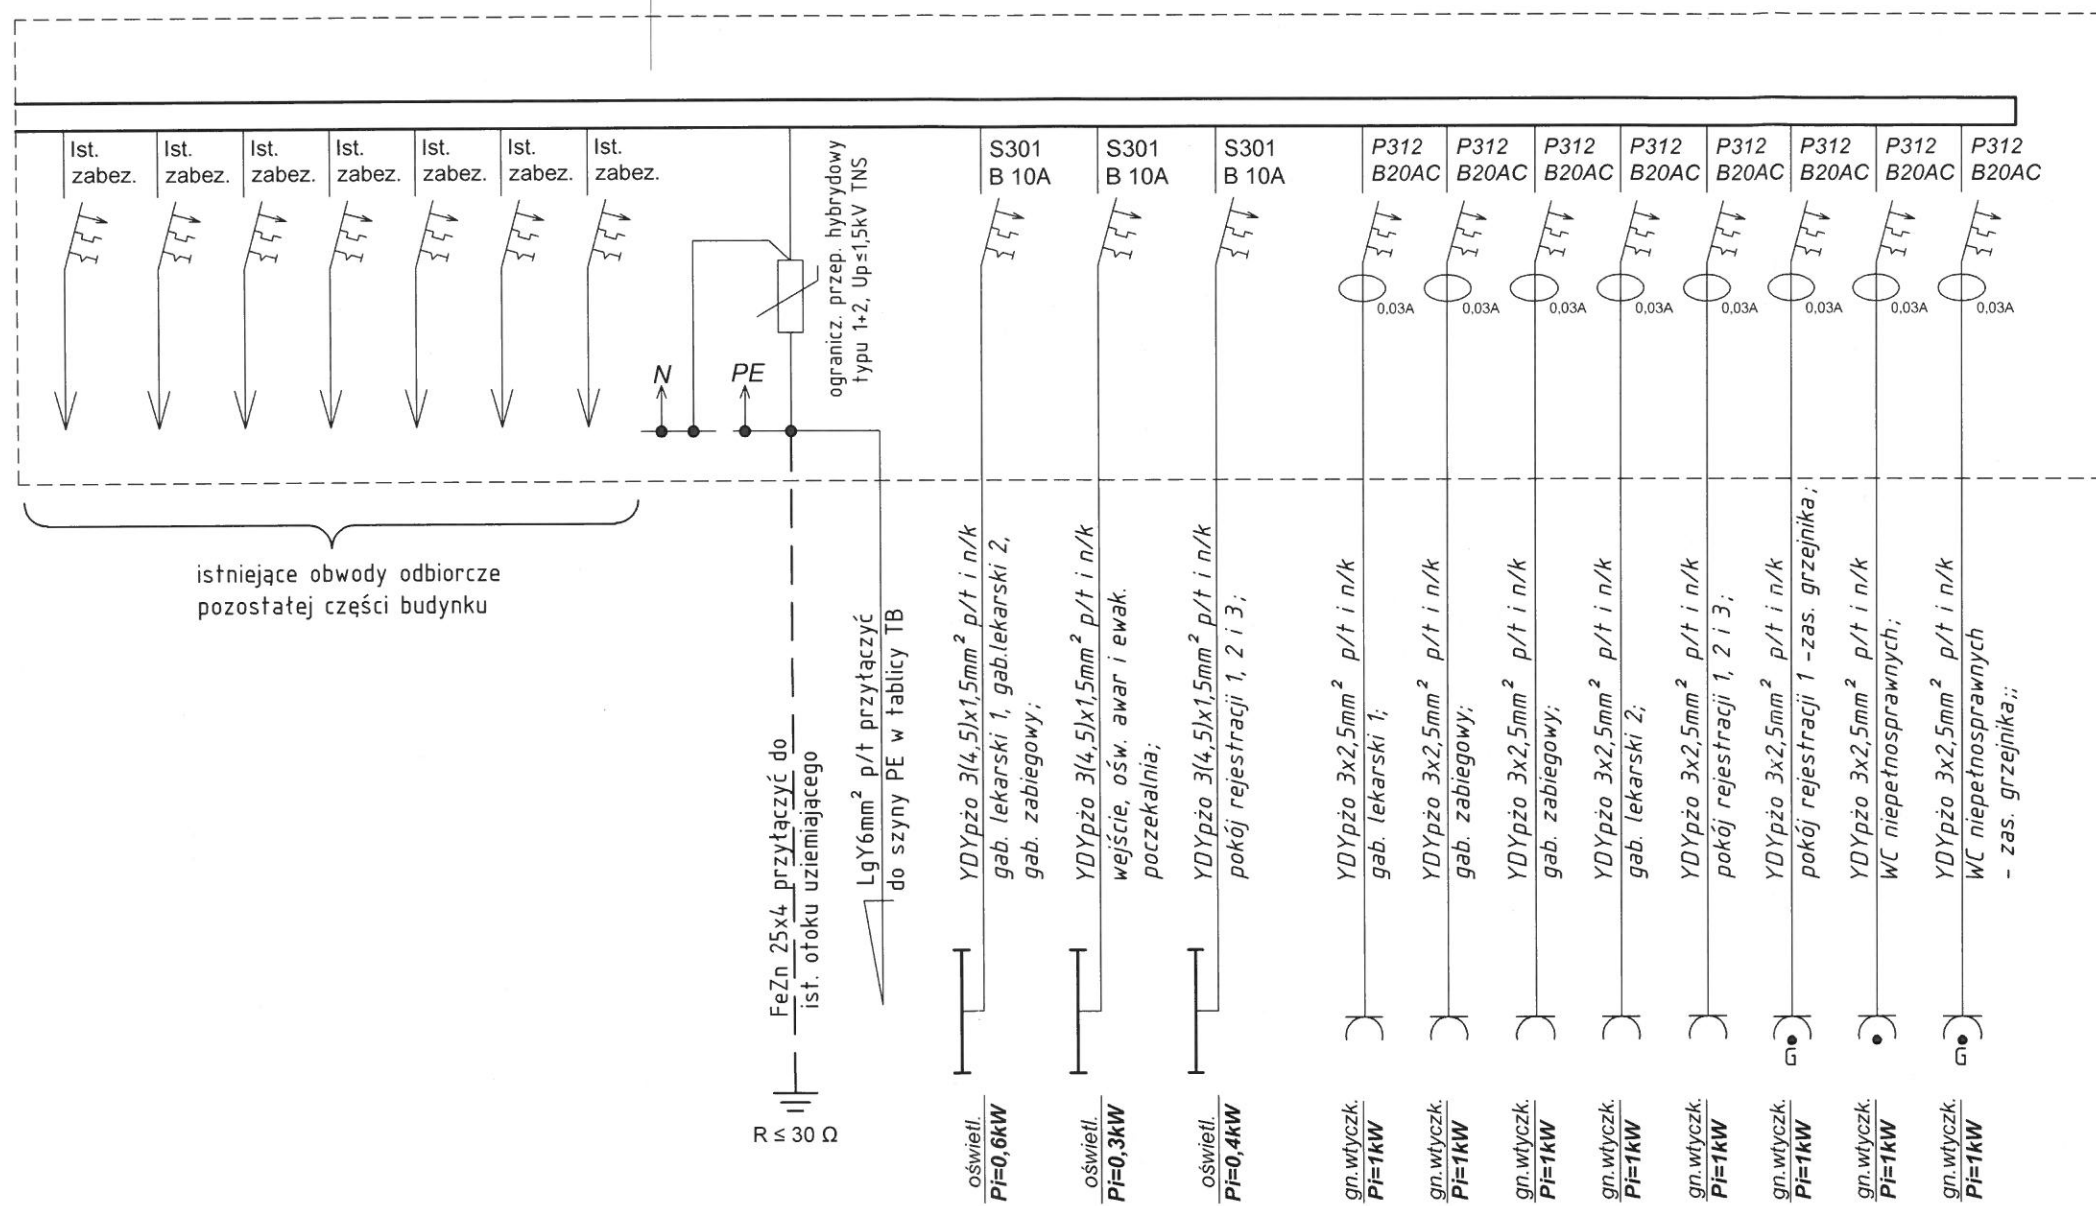 Ist.
zabez.
Ist.
zabez.
Ist.
zabez.
Ist.
zabez.
Ist.
zabez.
Ist.
zabez.
Ist.
zabez.
ogranicz. przep. hybrydowy
typu 1+2, Up≤1,5kV TNS
S301
B 10A
S301
B 10A
S301
B 10A
P312
B20AC
P312
B20AC
P312
B20AC
P312
B20AC
P312
B20AC
P312
B20AC
P312
B20AC
P312
B20AC
0,03A
0,03A
0,03A
0,03A
0,03A
0,03A
0,03A
0,03A
N
PE
istniejące obwody odbiorcze
pozostałej części budynku
FeZn 25x4 przyłączyć do
ist. otoku uziemiającego
LgY6mm² p/t przyłączyć
do szyny PE w tablicy TB
YDYpżo 3(4,5)x1,5mm² p/t i n/k
gab. lekarski 1, gab.lekarski 2,
gab. zabiegowy;
YDYpżo 3(4,5)x1,5mm² p/t i n/k
wejście, ośw. awar i ewak.
poczekalnia;
YDYpżo 3(4,5)x1,5mm² p/t i n/k
pokój rejestracji 1, 2 i 3;
YDYpżo 3x2,5mm² p/t i n/k
gab. lekarski 1;
YDYpżo 3x2,5mm² p/t i n/k
gab. zabiegowy;
YDYpżo 3x2,5mm² p/t i n/k
gab. zabiegowy;
YDYpżo 3x2,5mm² p/t i n/k
gab. lekarski 2;
YDYpżo 3x2,5mm² p/t i n/k
pokój rejestracji 1, 2 i 3;
YDYpżo 3x2,5mm² p/t i n/k
pokój rejestracji 1 -zas. grzejnika;
YDYpżo 3x2,5mm² p/t i n/k
WC niepełnosprawnych;
YDYpżo 3x2,5mm² p/t i n/k
WC niepełnosprawnych
- zas. grzejnika;;
G
G
R ≤ 30 Ω
oświetl.
Pi=0,6kW
oświetl.
Pi=0,3kW
oświetl.
Pi=0,4kW
gn.wtyczk.
Pi=1kW
gn.wtyczk.
Pi=1kW
gn.wtyczk.
Pi=1kW
gn.wtyczk.
Pi=1kW
gn.wtyczk.
Pi=1kW
gn.wtyczk.
Pi=1kW
gn.wtyczk.
Pi=1kW
gn.wtyczk.
Pi=1kW